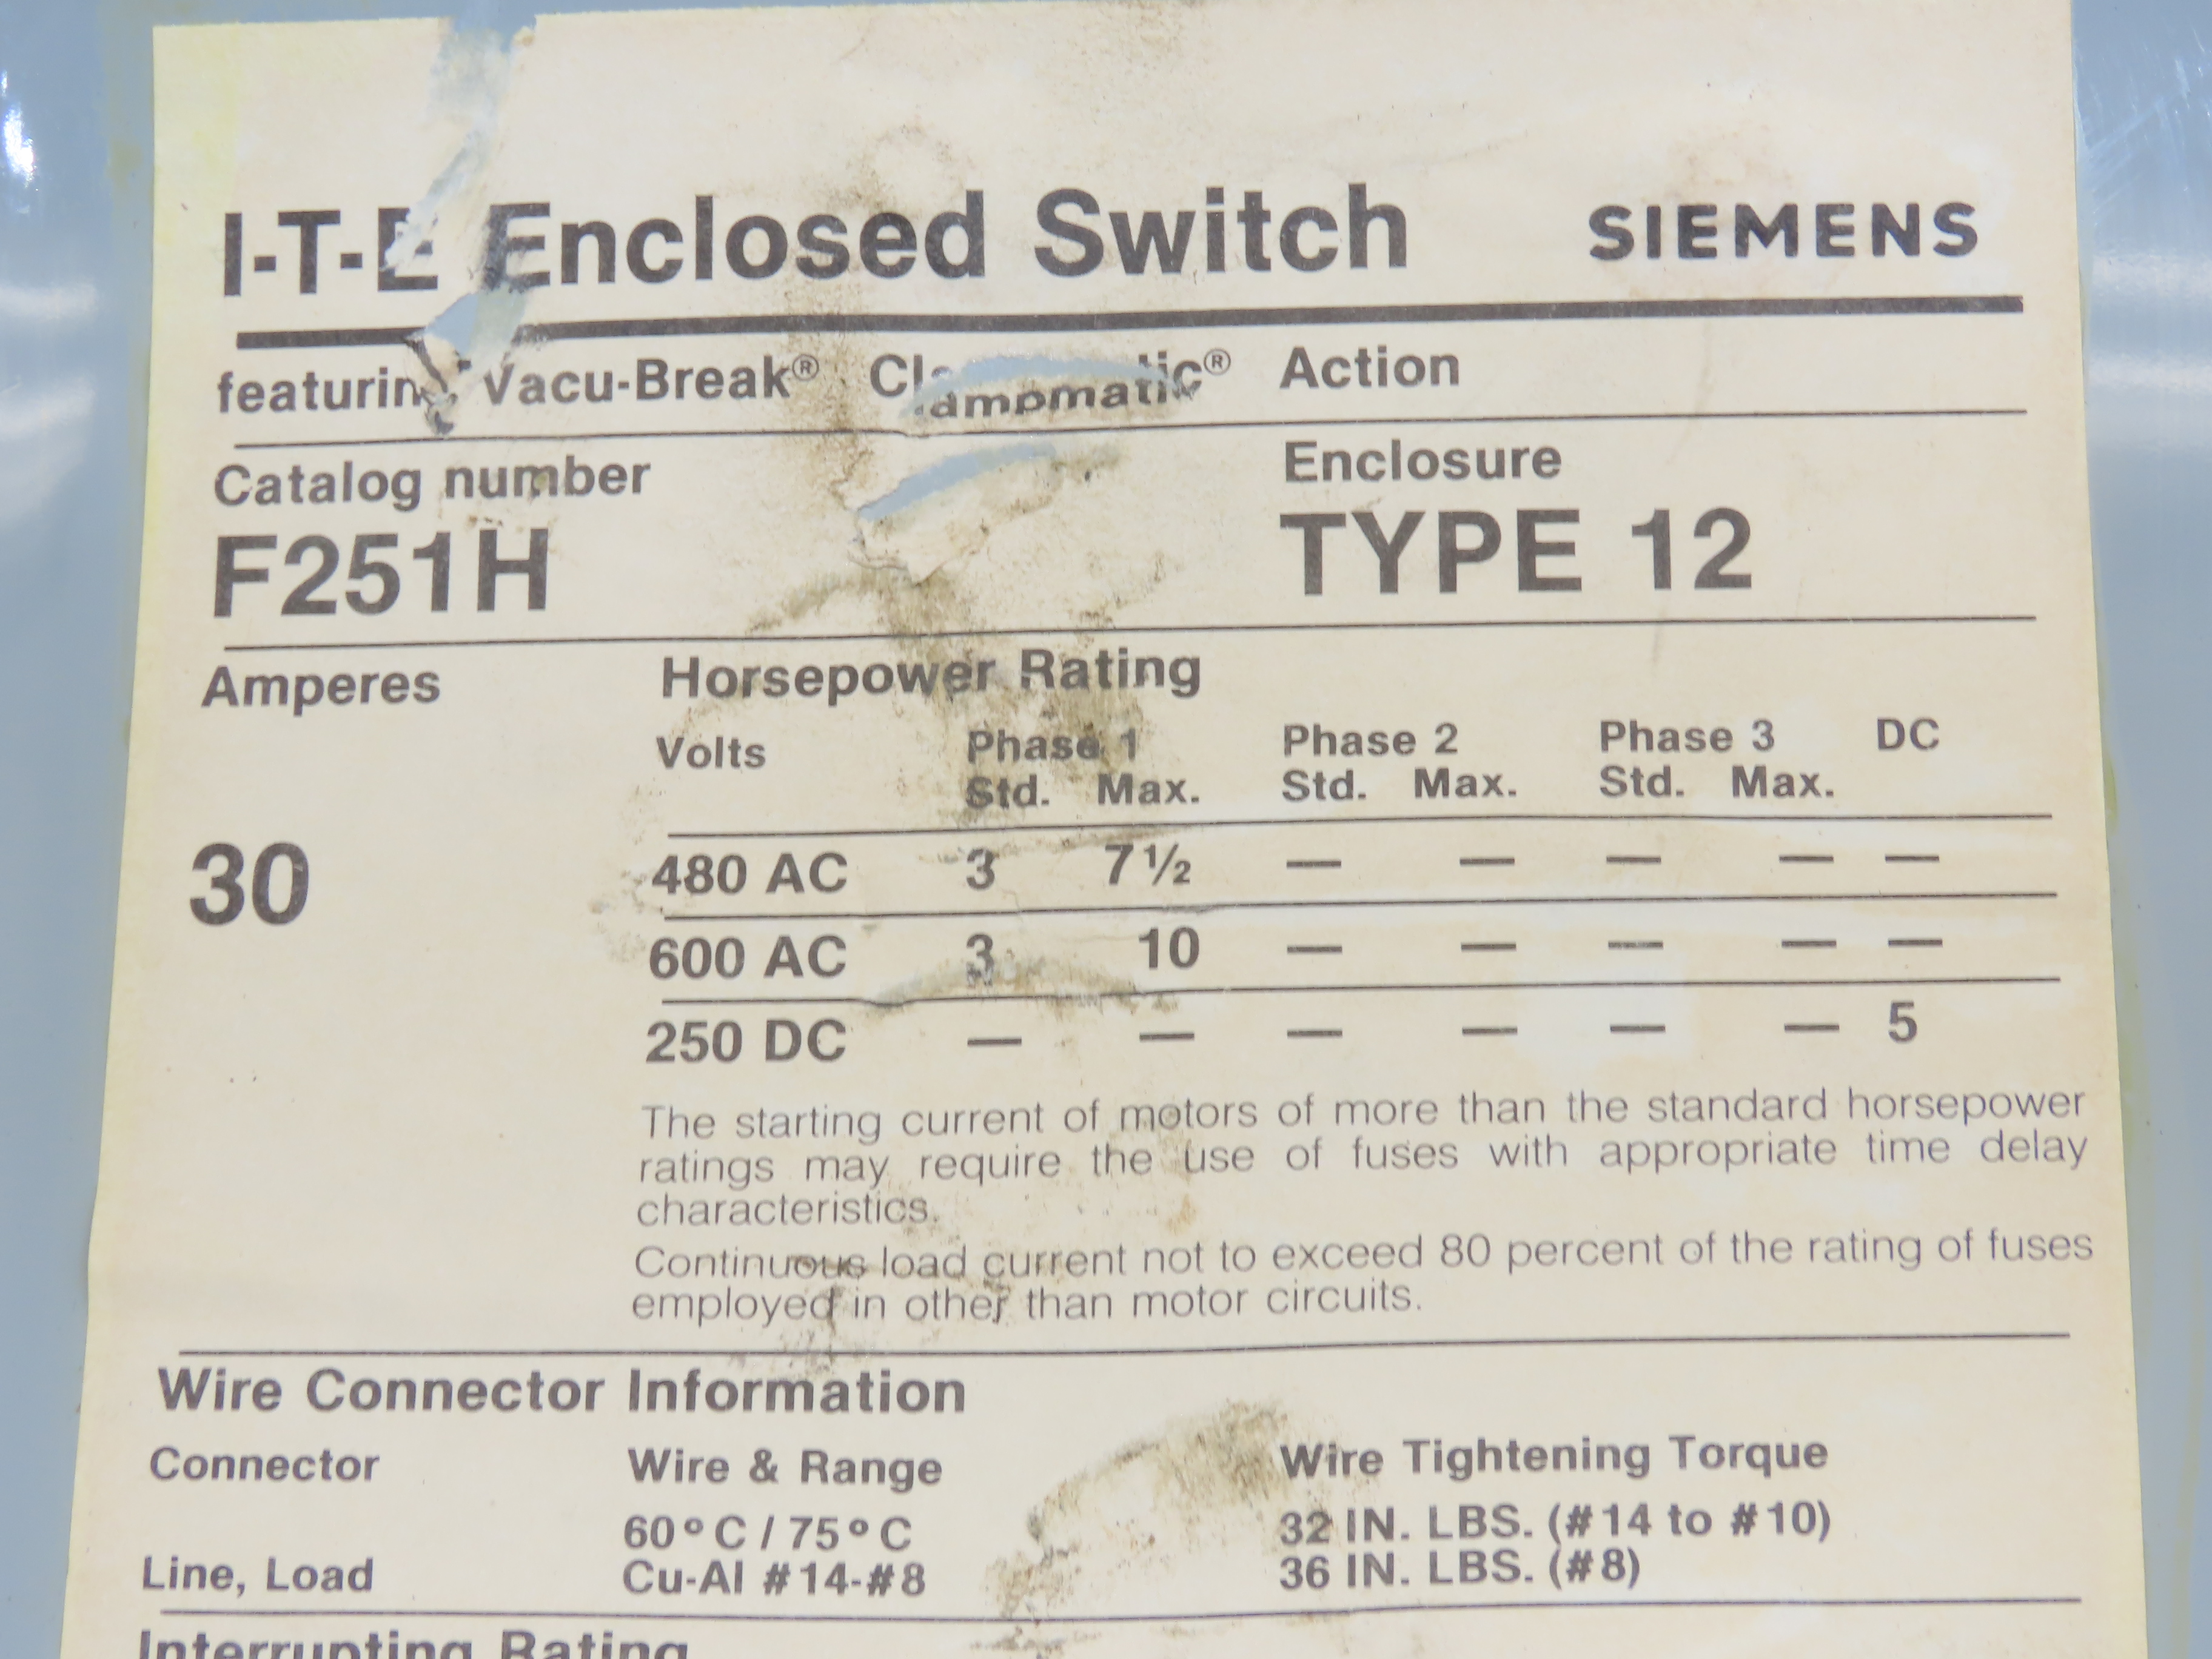 I-T-E Enclosed Switch SIEMENS
featuring Vacu-Break® Clampmatic® Action
Catalog number Enclosure
F251H TYPE 12
Amperes Horsepower Rating
Volts Phase 1 Phase 2 Phase 3 DC
Std. Max. Std. Max. Std. Max.
30 480 AC 3 7½ — — — — —
600 AC 3 10 — — — — —
250 DC — — — — — — 5
The starting current of motors of more than the standard horsepower
ratings may require the use of fuses with appropriate time delay
characteristics.
Continuous load current not to exceed 80 percent of the rating of fuses
employed in other than motor circuits.
Wire Connector Information
Connector Wire & Range Wire Tightening Torque
60°C / 75°C 32 IN. LBS. (#14 to #10)
Line, Load Cu-Al #14-#8 36 IN. LBS. (#8)
Interrupting Rating